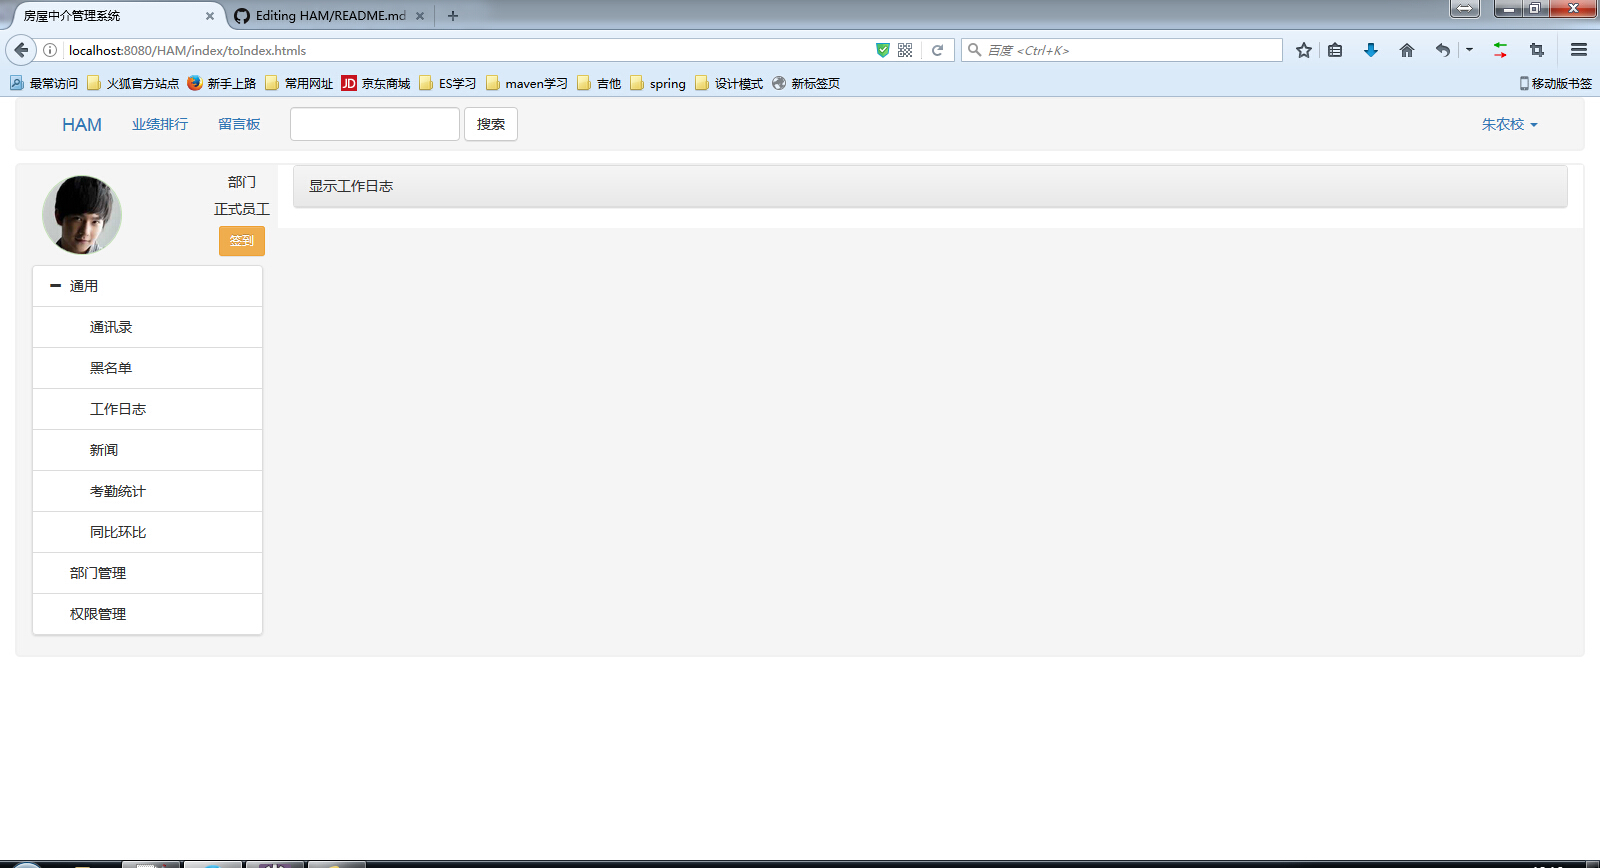 房屋中介管理系统
Editing HAM/README.md
localhost:8080/HAM/index/toIndex.htmls
百度 <Ctrl+K>
最常访问 火狐官方站点 新手上路 常用网址 JD 京东商城 ES学习 maven学习 吉他 spring 设计模式 新标签页 移动版书签
HAM 业绩排行 留言板 搜索 朱农校
部门
正式员工
签到
显示工作日志
通用
通讯录
黑名单
工作日志
新闻
考勤统计
同比环比
部门管理
权限管理